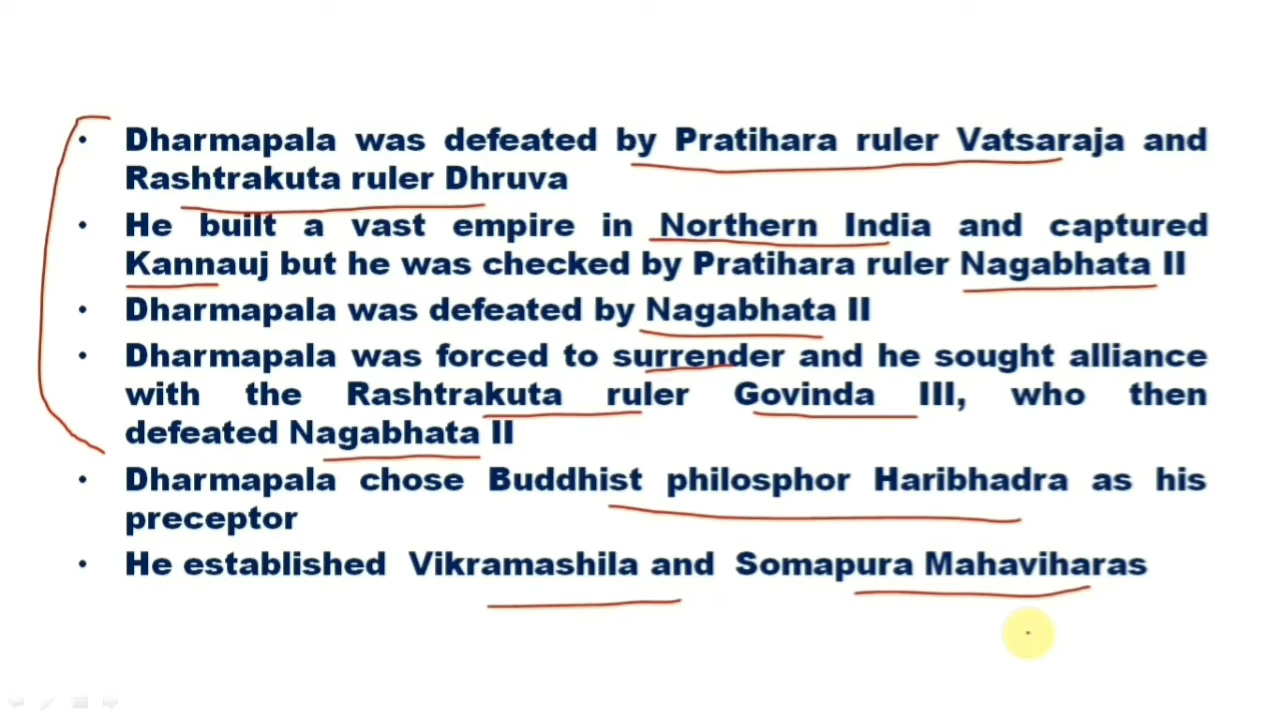 • Dharmapala was defeated by Pratihara ruler Vatsaraja and
Rashtrakuta ruler Dhruva
• He built a vast empire in Northern India and captured
Kannauj but he was checked by Pratihara ruler Nagabhata II
• Dharmapala was defeated by Nagabhata II
• Dharmapala was forced to surrender and he sought alliance
with the Rashtrakuta ruler Govinda III, who then
defeated Nagabhata II
• Dharmapala chose Buddhist philosphor Haribhadra as his
preceptor
• He established Vikramashila and Somapura Mahaviharas